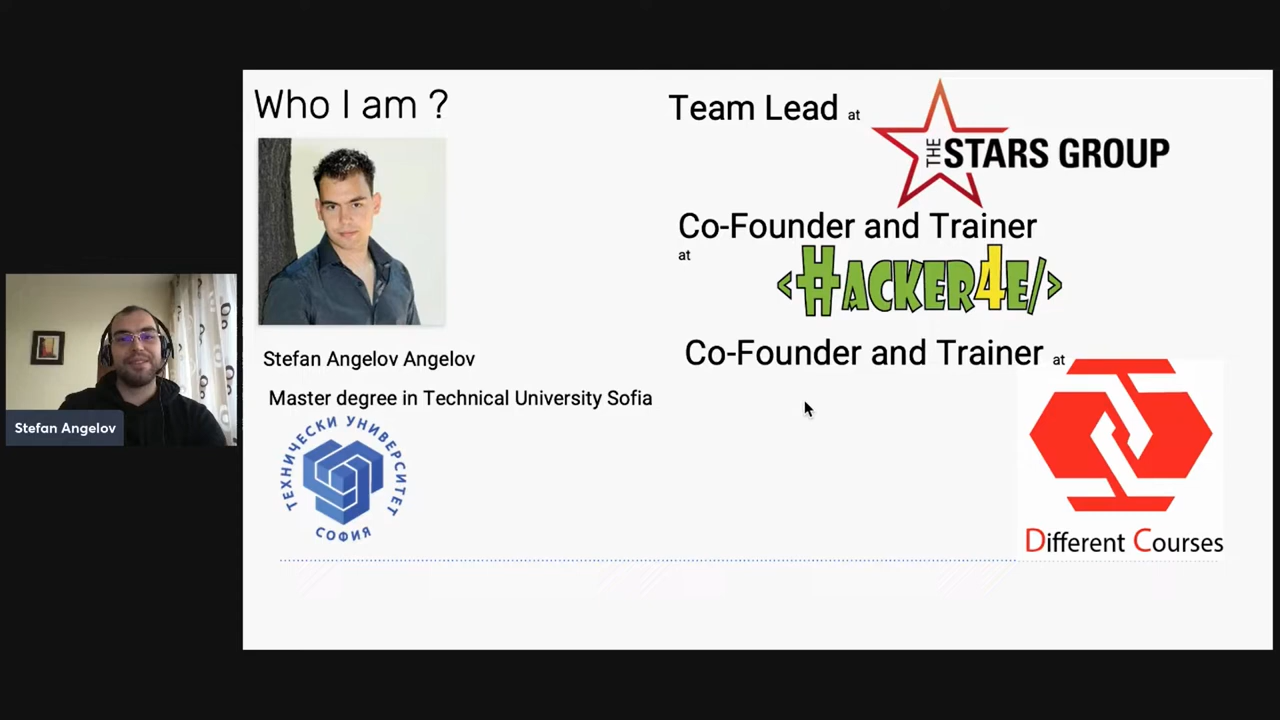 Who I am ?
Stefan Angelov Angelov
Master degree in Technical University Sofia
ТЕХНИЧЕСКИ УНИВЕРСИТЕТ
СОФИЯ
Team Lead at
THE STARS GROUP
Co-Founder and Trainer
at
<HACKER4E/>
Co-Founder and Trainer at
Different Courses
Stefan Angelov